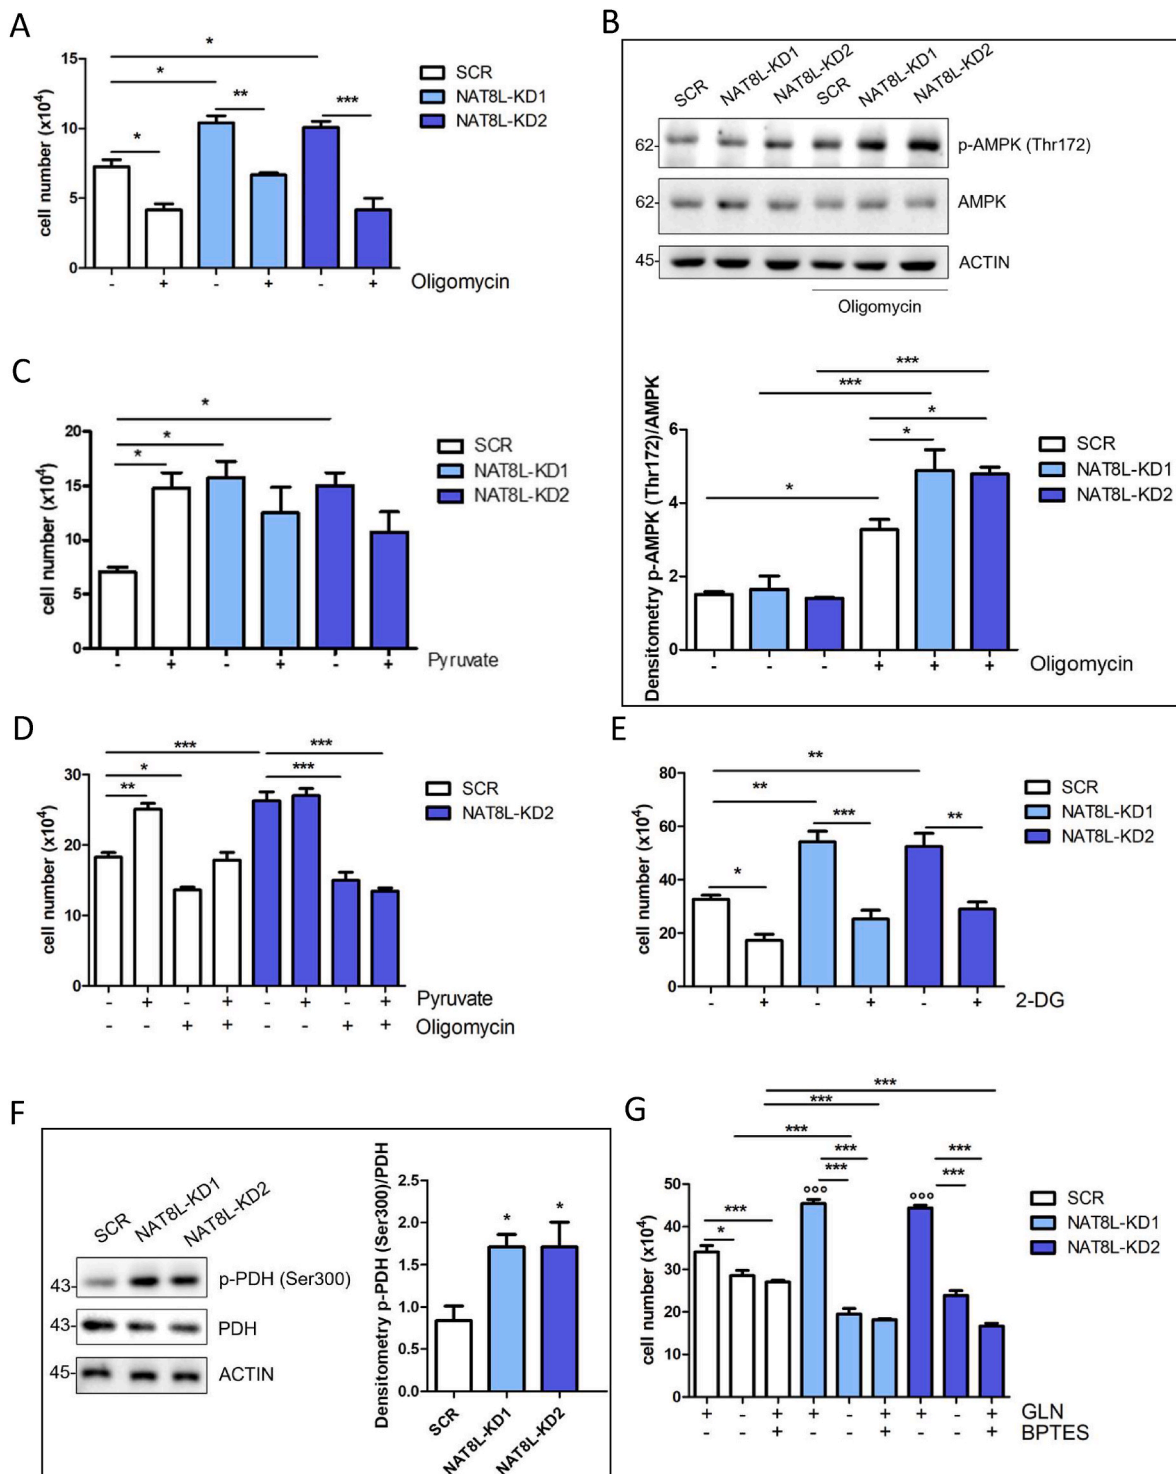 A
*
*
**
***
*
15
10
5
0
cell number (x10⁴)
SCR
NAT8L-KD1
NAT8L-KD2
- + - + - +
Oligomycin
B
SCR NAT8L-KD1 NAT8L-KD2 SCR NAT8L-KD1 NAT8L-KD2
62- p-AMPK (Thr172)
62- AMPK
45- ACTIN
Oligomycin
***
***
*
*
*
6
4
2
0
Densitometry p-AMPK (Thr172)/AMPK
SCR
NAT8L-KD1
NAT8L-KD2
- - - + + +
Oligomycin
C
*
*
*
20
15
10
5
0
cell number (x10⁴)
SCR
NAT8L-KD1
NAT8L-KD2
- + - + - +
Pyruvate
D
*** ***
* ***
**
30
20
10
0
cell number (x10⁴)
SCR
NAT8L-KD2
- + - + - + - + Pyruvate
- - + + - - + + Oligomycin
E
**
**
*** **
*
80
60
40
20
0
cell number (x10⁴)
SCR
NAT8L-KD1
NAT8L-KD2
- + - + - +
2-DG
F
SCR NAT8L-KD1 NAT8L-KD2
43- p-PDH (Ser300)
43- PDH
45- ACTIN
Densitometry p-PDH (Ser300)/PDH
2.5
2.0
1.5
1.0
0.5
0.0
* *
SCR NAT8L-KD1 NAT8L-KD2
G
***
***
***
*** ***
*** ***
***
*
°°° °°°
50
40
30
20
10
0
cell number (x10⁴)
SCR
NAT8L-KD1
NAT8L-KD2
+ - + + - + + - + GLN
- - + - - + - - + BPTES